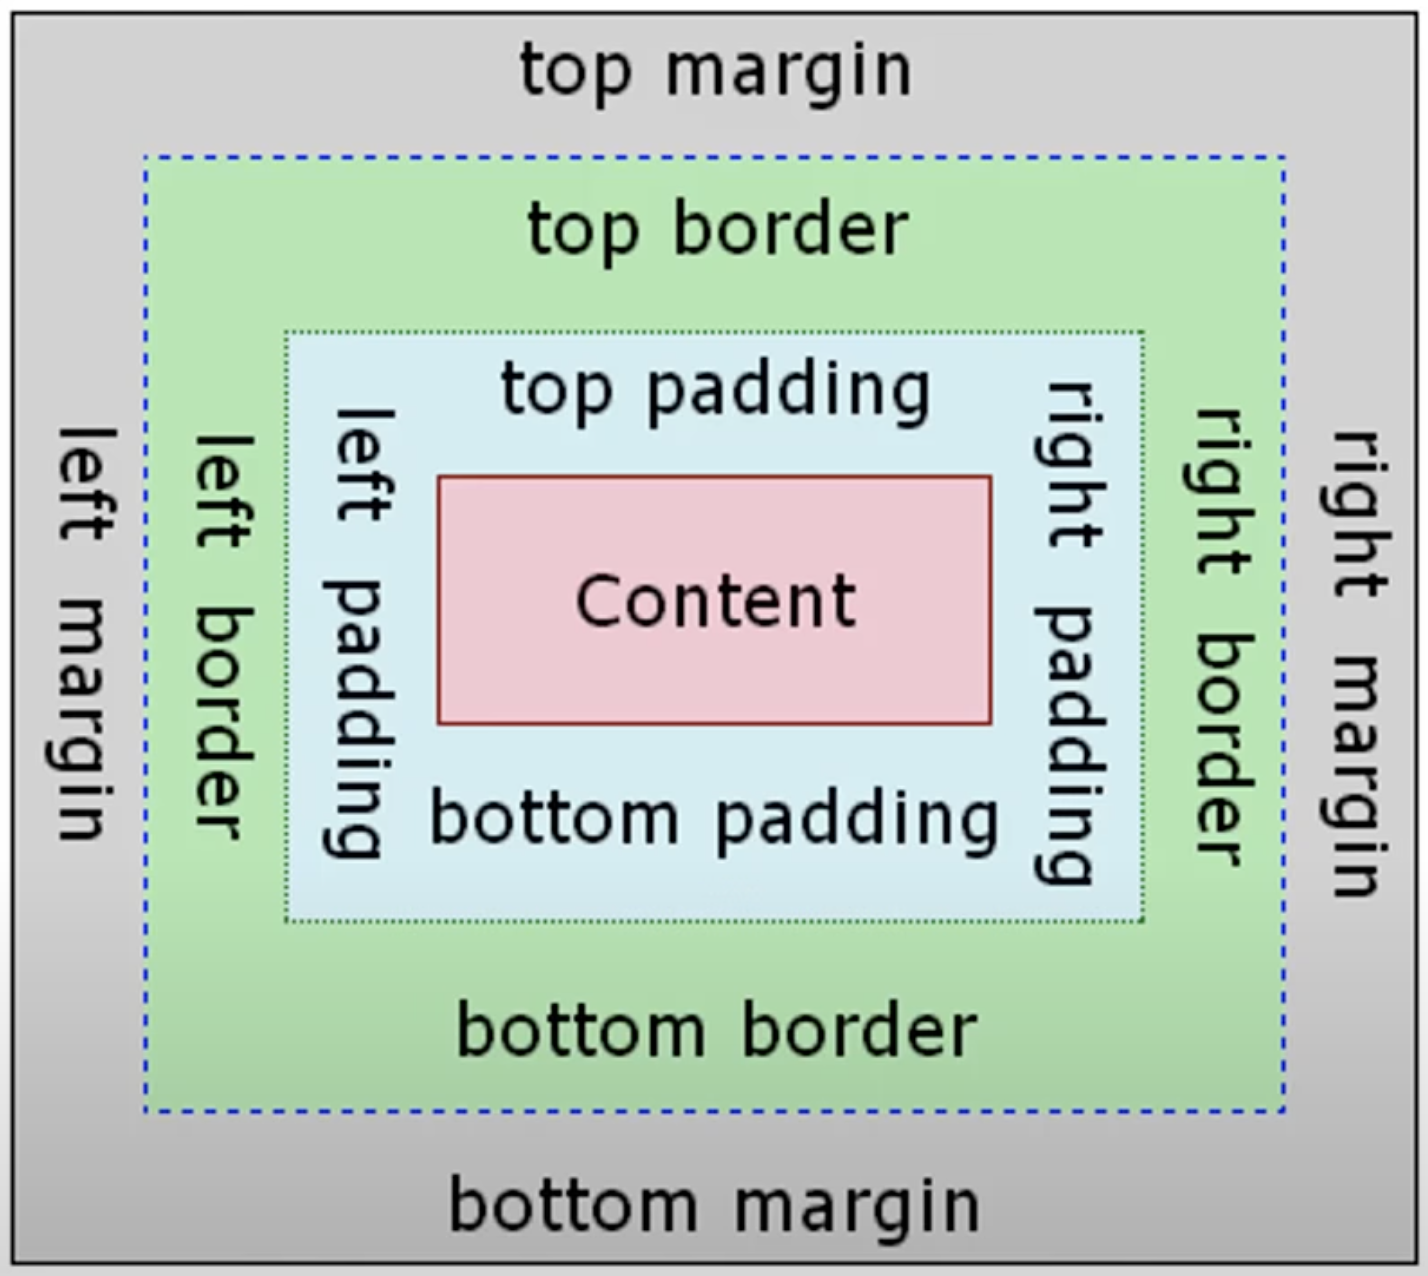 top margin
top border
top padding
left margin
left border
left padding
Content
right padding
right border
right margin
bottom padding
bottom border
bottom margin